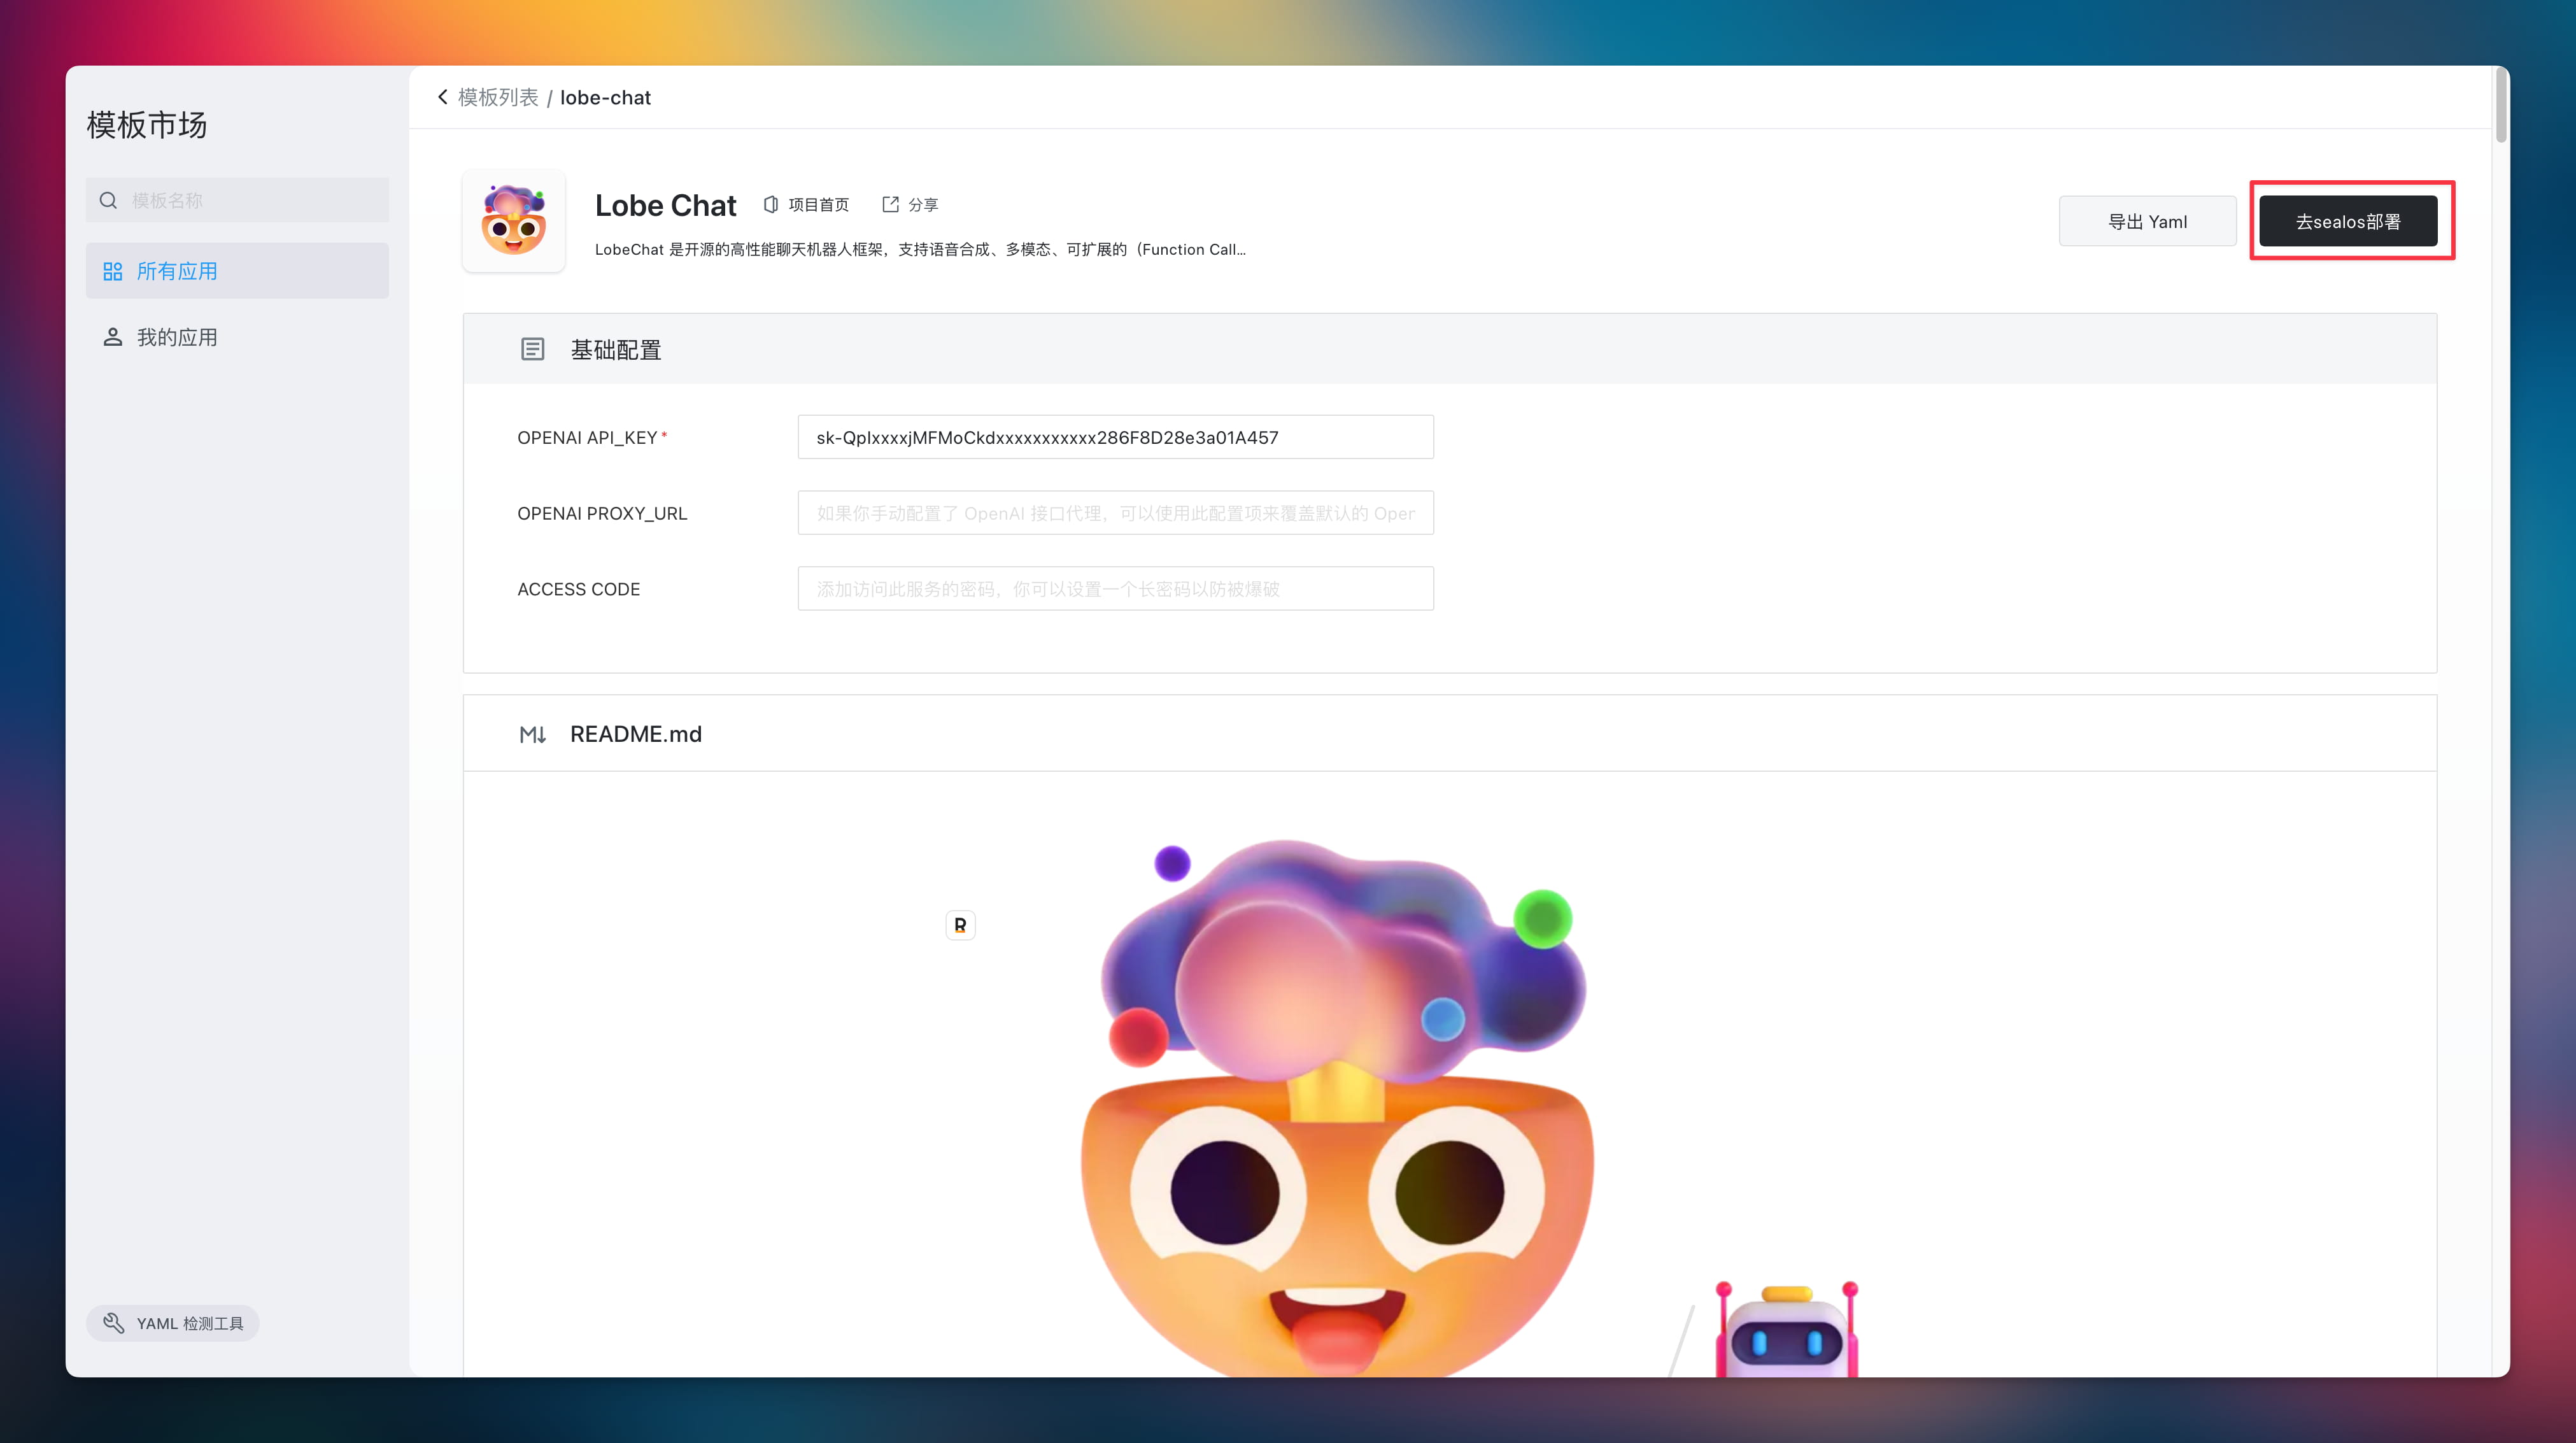 模板市场
模板名称
所有应用
我的应用
YAML 检测工具
模板列表 / lobe-chat
Lobe Chat 项目首页 分享
LobeChat 是开源的高性能聊天机器人框架，支持语音合成、多模态、可扩展的（Function Call...
导出 Yaml
去sealos部署
基础配置
OPENAI API_KEY*
sk-QplxxxxjMFMoCkdxxxxxxxxxxx286F8D28e3a01A457
OPENAI PROXY_URL
如果你手动配置了 OpenAI 接口代理，可以使用此配置项来覆盖默认的 Oper
ACCESS CODE
添加访问此服务的密码，你可以设置一个长密码以防被爆破
README.md
R